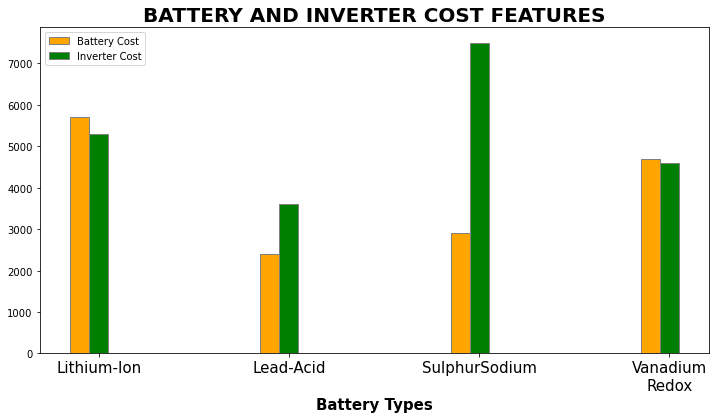 BATTERY AND INVERTER COST FEATURES
Battery Cost
Inverter Cost
7000
6000
5000
4000
3000
2000
1000
0
Lithium-Ion
Lead-Acid
SulphurSodium
Vanadium
Redox
Battery Types